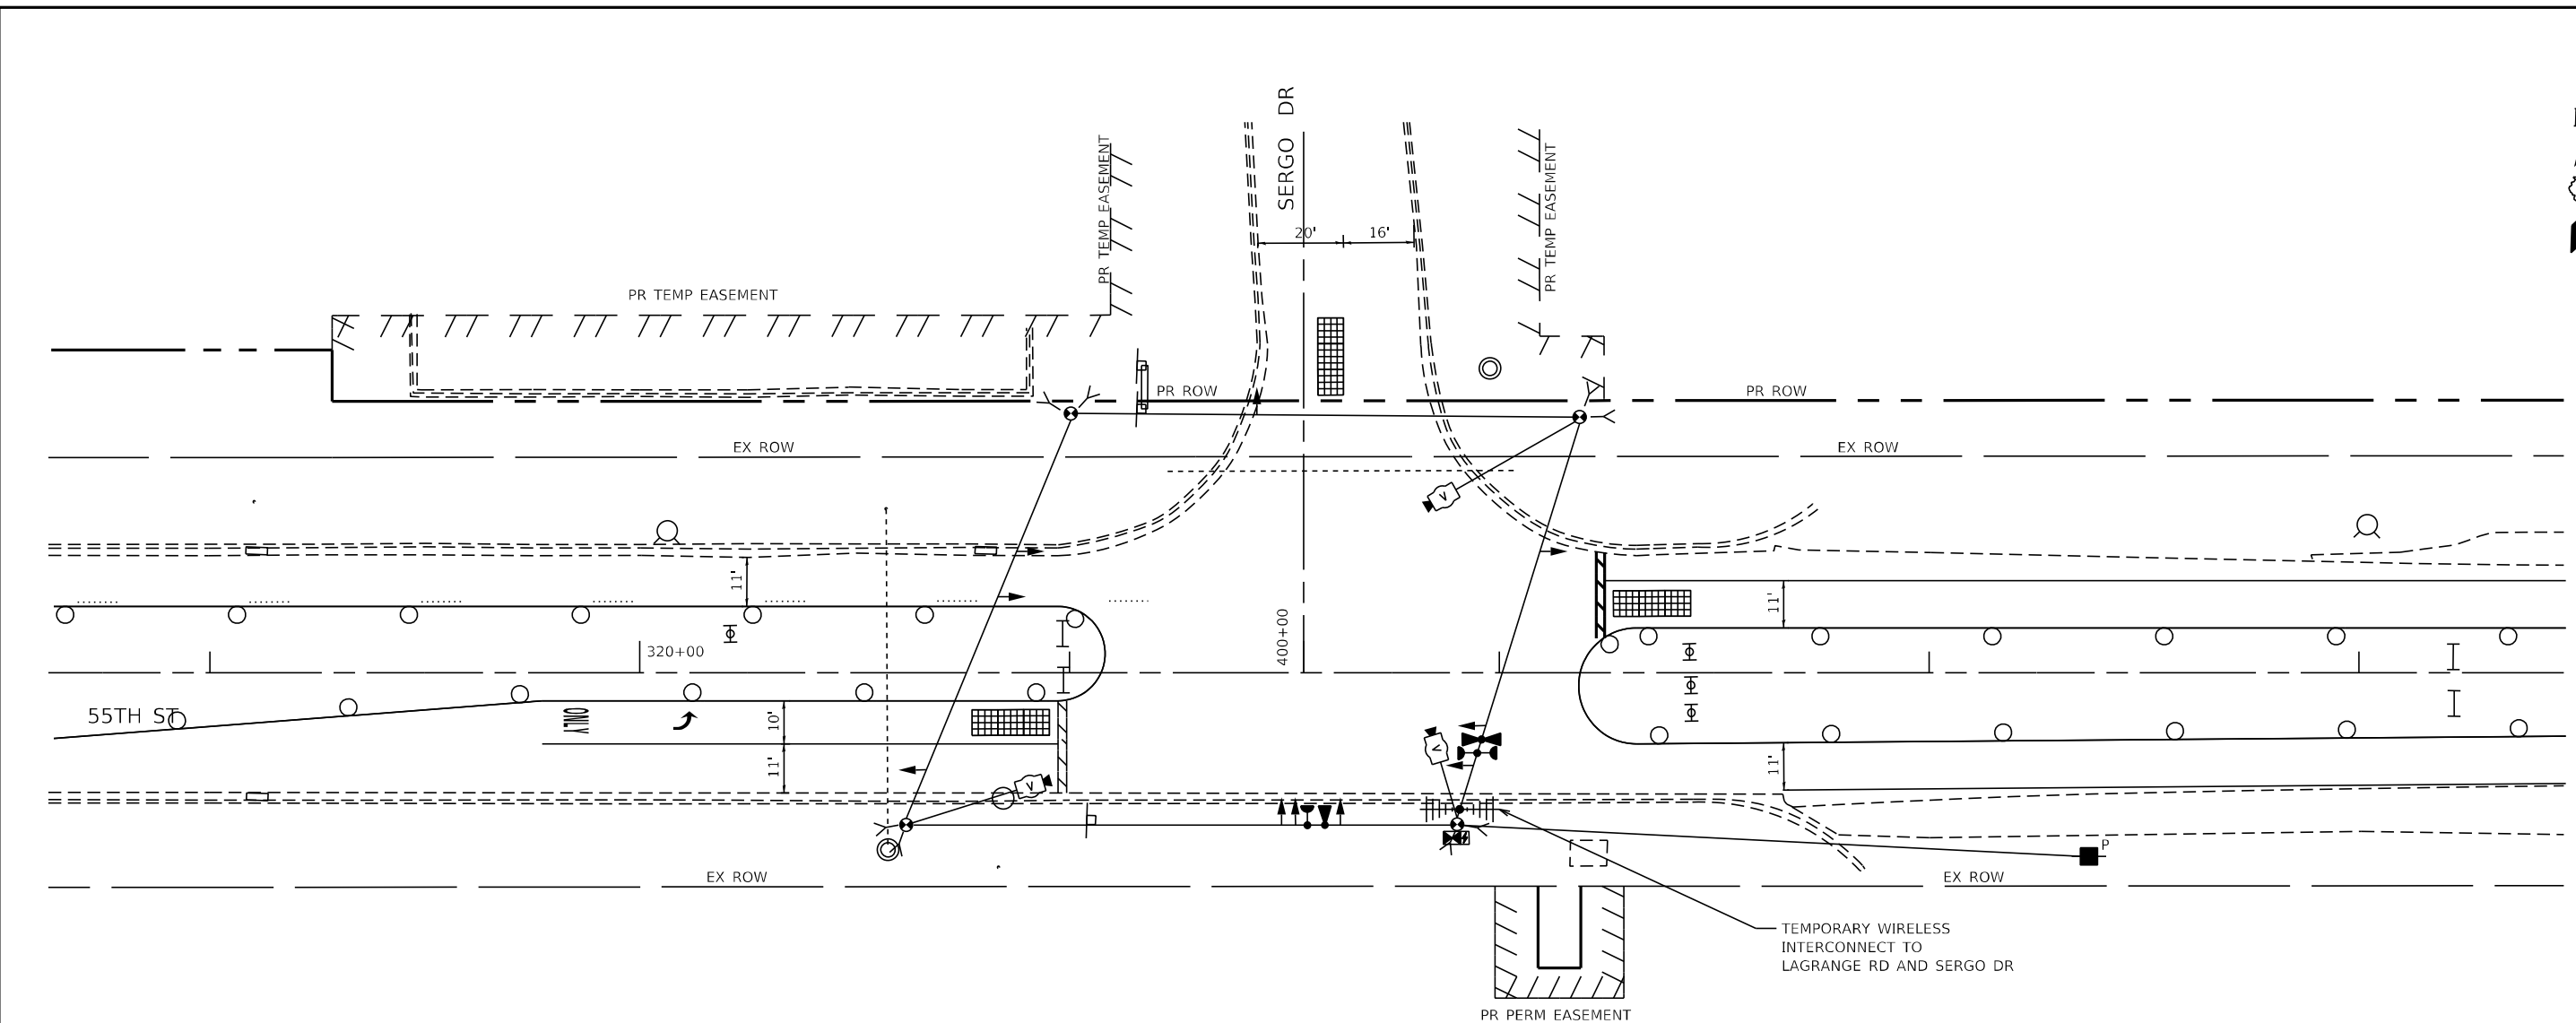 SERGO DR
PR TEMP EASEMENT
PR TEMP EASEMENT
20' 16'
PR TEMP EASEMENT
PR ROW
PR ROW
EX ROW
EX ROW
V
11'
11'
400+00
320+00
55TH ST
ONLY
10'
V
11'
11'
V
P
EX ROW
EX ROW
TEMPORARY WIRELESS
INTERCONNECT TO
LAGRANGE RD AND SERGO DR
PR PERM EASEMENT